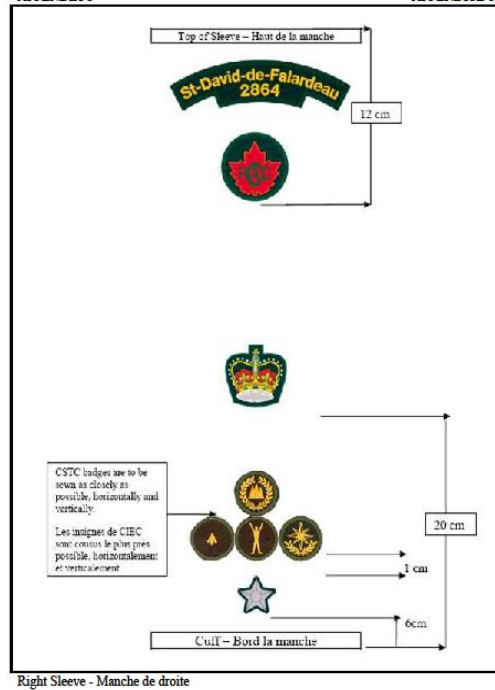 Top of Sleeve – Haut de la manche
St-David-de-Falardeau
2864
12 cm
CSTC badges are to be
sewn as closely as
possible, horizontally and
vertically.
Les insignes de CIEC
sont cousus le plus près
possible, horizontalement
et verticalement
20 cm
1 cm
6cm
Cuff – Bord la manche
Right Sleeve - Manche de droite